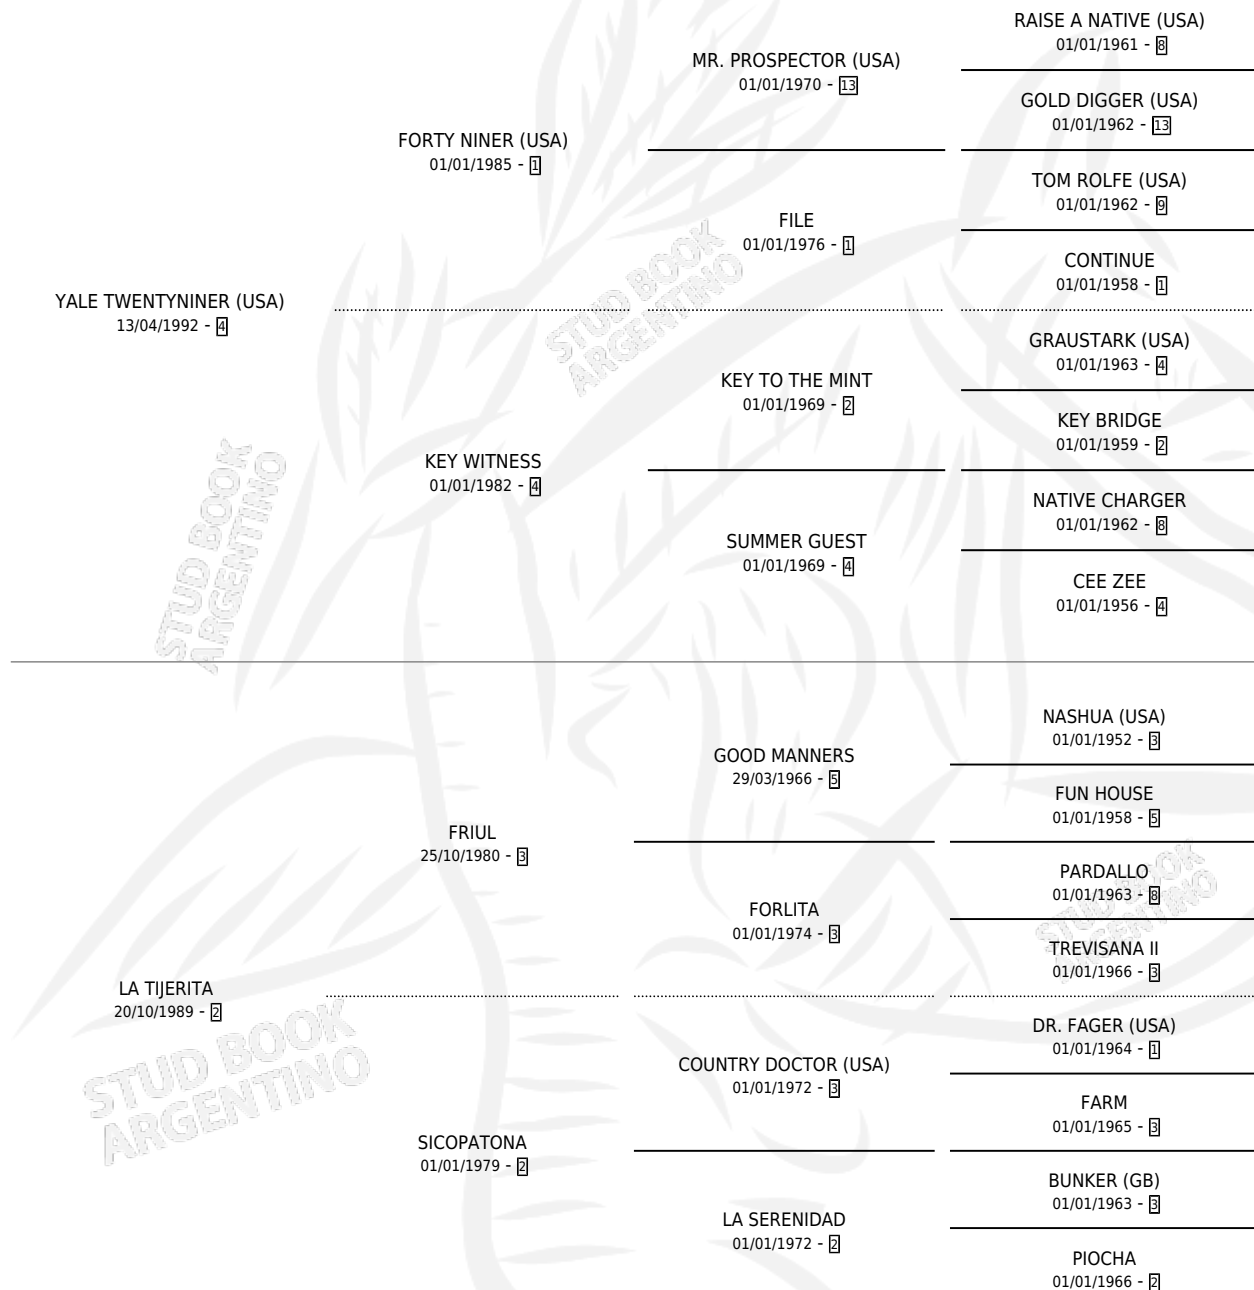 RAISE A NATIVE (USA)
01/01/1961 - 8
MR. PROSPECTOR (USA)
01/01/1970 - 13
GOLD DIGGER (USA)
01/01/1962 - 13
FORTY NINER (USA)
01/01/1985 - 1
TOM ROLFE (USA)
01/01/1962 - 9
FILE
01/01/1976 - 1
CONTINUE
01/01/1958 - 1
YALE TWENTYNINER (USA)
13/04/1992 - 4
GRAUSTARK (USA)
01/01/1963 - 4
KEY TO THE MINT
01/01/1969 - 2
KEY BRIDGE
01/01/1959 - 2
KEY WITNESS
01/01/1982 - 4
NATIVE CHARGER
01/01/1962 - 8
SUMMER GUEST
01/01/1969 - 4
CEE ZEE
01/01/1956 - 4
NASHUA (USA)
01/01/1952 - 3
GOOD MANNERS
29/03/1966 - 5
FUN HOUSE
01/01/1958 - 5
FRIUL
25/10/1980 - 3
PARDALLO
01/01/1963 - 8
FORLITA
01/01/1974 - 3
TREVISANA II
01/01/1966 - 3
LA TIJERITA
20/10/1989 - 2
DR. FAGER (USA)
01/01/1964 - 1
COUNTRY DOCTOR (USA)
01/01/1972 - 3
FARM
01/01/1965 - 3
SICOPATONA
01/01/1979 - 2
BUNKER (GB)
01/01/1963 - 3
LA SERENIDAD
01/01/1972 - 2
PIOCHA
01/01/1966 - 2
STUD BOOK
ARGENTINO
STUD BOOK
ARGENTINO
STUD BOOK
ARGENTINO
STUD BOOK
ARGENTINO